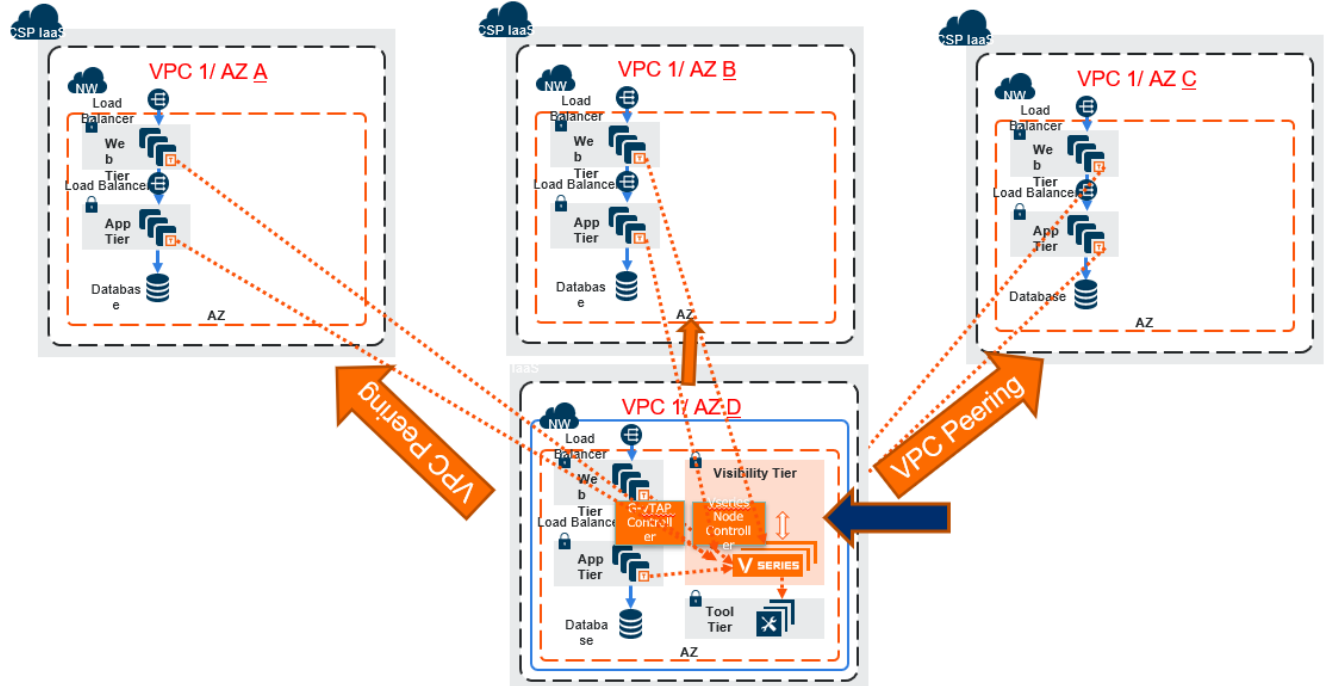 CSP IaaS
VPC 1/ AZ A
NW
Load
Balancer
We
b
Tier
T
Load Balancer
App
Tier
T
Databas
e
AZ
CSP IaaS
VPC 1/ AZ B
NW
Load
Balancer
We
b
Tier
T
Load Balancer
App
Tier
T
Databas
e
AZ
CSP IaaS
VPC 1/ AZ C
NW
Load
Balancer
We
b
Tier
T
Load Balancer
App
Tier
T
Database
AZ
VPC Peering
VPC Peering
IaaS
VPC 1/ AZ D
NW
Load
Balancer
We
b
Tier
T
Load Balancer
App
Tier
T
Databa
se
G-vTAP
Controll
er
Visibility Tier
Vseries
Node
Controll
er
V SERIES
Tool
Tier
AZ